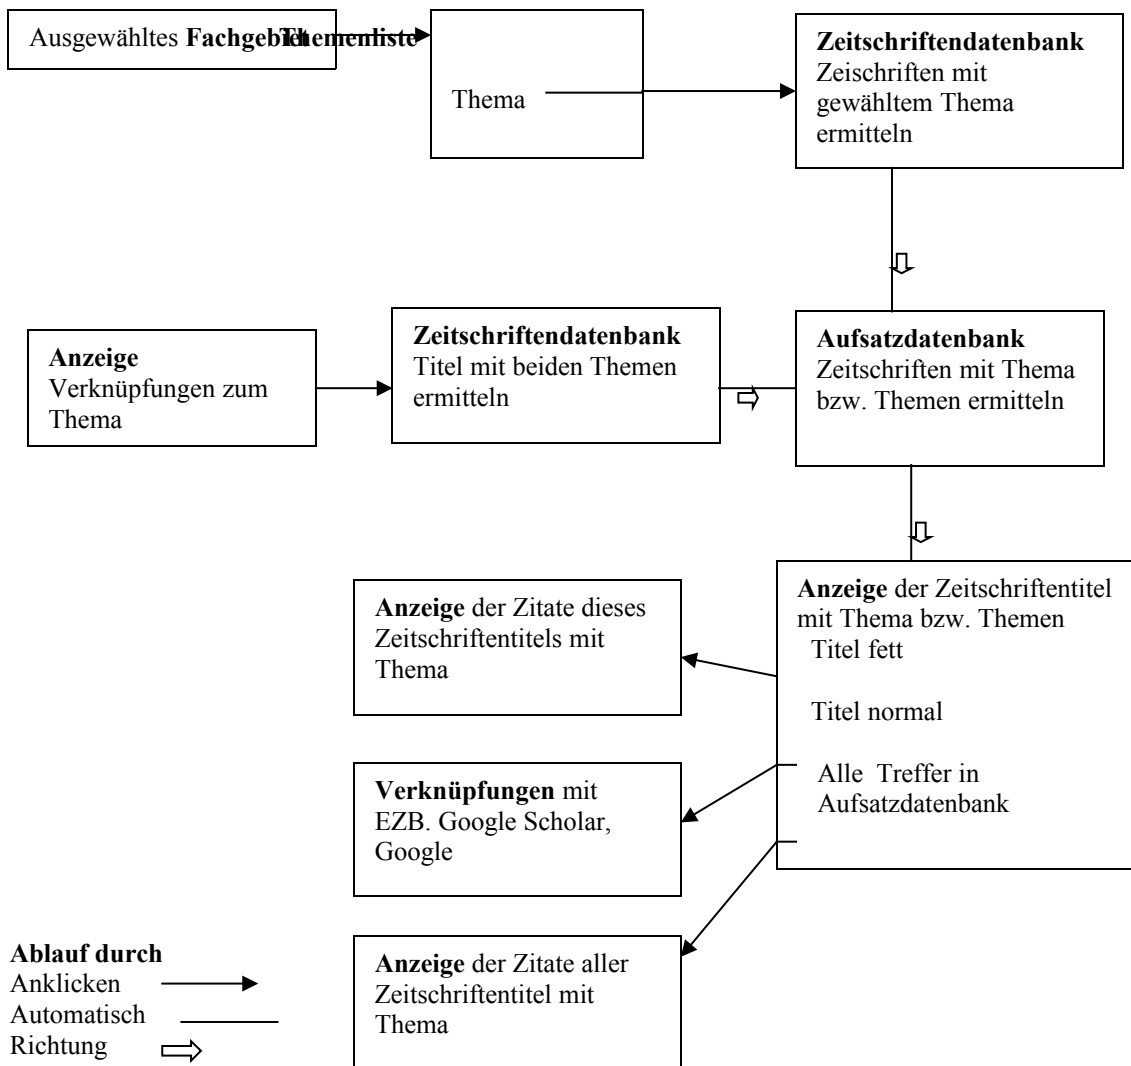 Ausgewähltes Fachgebiet
Themenliste
Thema
Zeitschriftendatenbank
Zeischriften mit
gewähltem Thema
ermitteln
Anzeige
Verknüpfungen zum
Thema
Zeitschriftendatenbank
Titel mit beiden Themen
ermitteln
Aufsatzdatenbank
Zeitschriften mit Thema
bzw. Themen ermitteln
Anzeige der Zeitschriftentitel
mit Thema bzw. Themen
Titel fett
Titel normal
Alle Treffer in
Aufsatzdatenbank
Anzeige der Zitate dieses
Zeitschriftentitels mit
Thema
Verknüpfungen mit
EZB. Google Scholar,
Google
Anzeige der Zitate aller
Zeitschriftentitel mit
Thema
Ablauf durch
Anklicken
Automatisch
Richtung